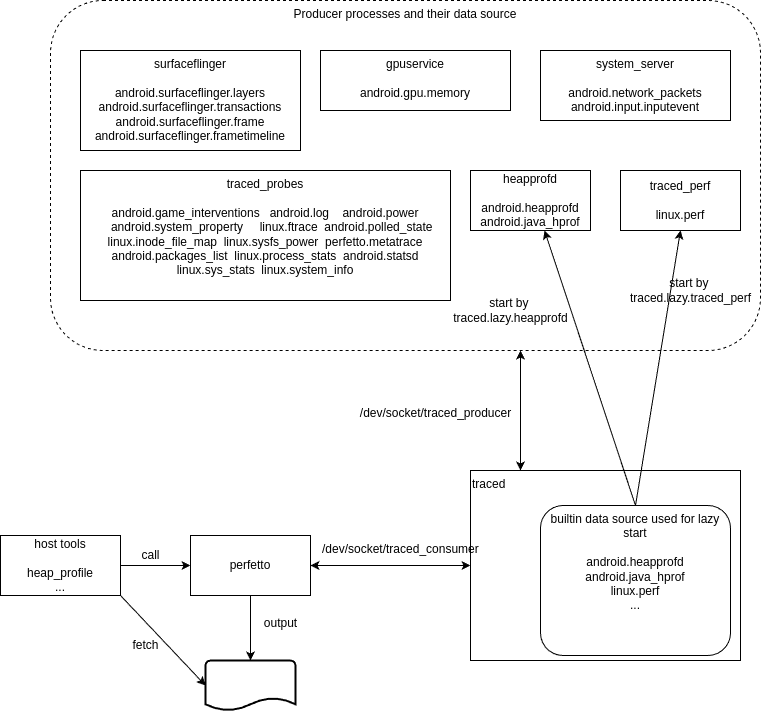 Producer processes and their data source
surfaceflinger
android.surfaceflinger.layers
android.surfaceflinger.transactions
android.surfaceflinger.frame
android.surfaceflinger.frametimeline
gpuservice
android.gpu.memory
system_server
android.network_packets
android.input.inputevent
traced_probes
android.game_interventions android.log android.power
android.system_property linux.ftrace android.polled_state
linux.inode_file_map linux.sysfs_power perfetto.metatrace
android.packages_list linux.process_stats android.statsd
linux.sys_stats linux.system_info
heapprofd
android.heapprofd
android.java_hprof
traced_perf
linux.perf
start by
traced.lazy.heapprofd
start by
traced.lazy.traced_perf
/dev/socket/traced_producer
traced
builtin data source used for lazy
start
android.heapprofd
android.java_hprof
linux.perf
...
host tools
heap_profile
...
call
perfetto
/dev/socket/traced_consumer
output
fetch